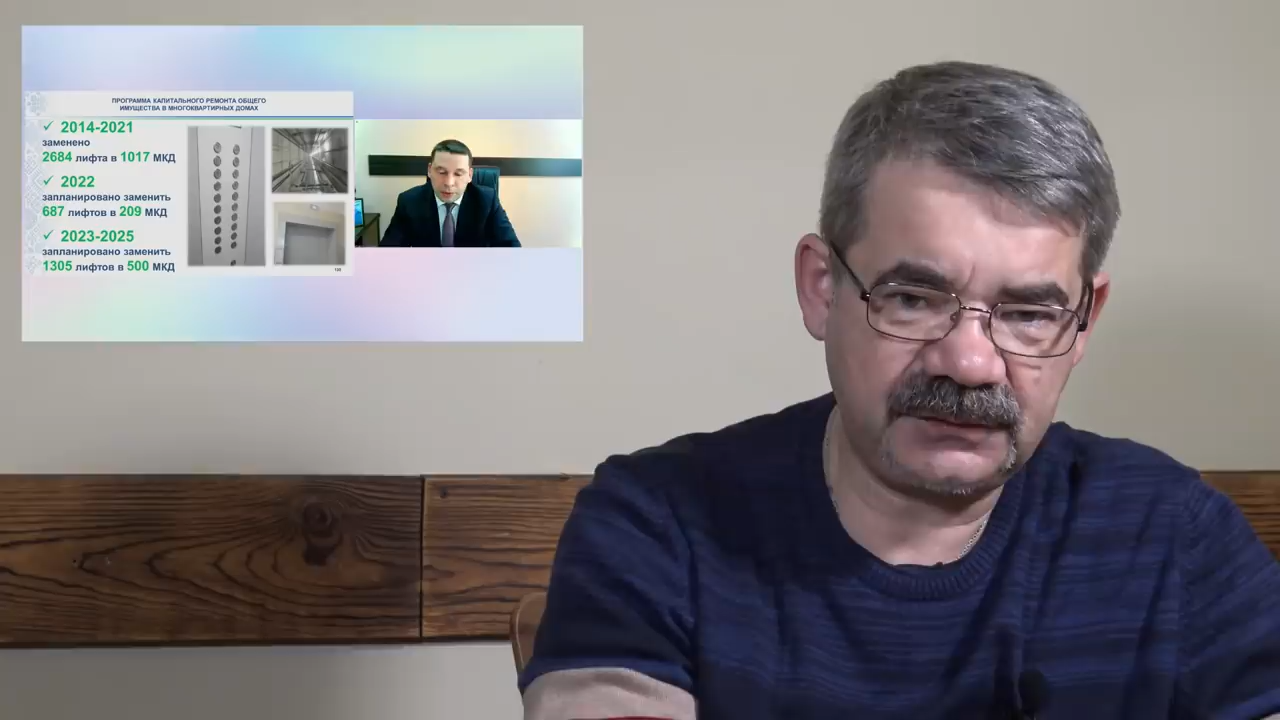 ПРОГРАММА КАПИТАЛЬНОГО РЕМОНТА ОБЩЕГО
ИМУЩЕСТВА В МНОГОКВАРТИРНЫХ ДОМАХ
✓ 2014-2021
заменено
2684 лифта в 1017 МКД
✓ 2022
запланировано заменить
687 лифтов в 209 МКД
✓ 2023-2025
запланировано заменить
1305 лифтов в 500 МКД